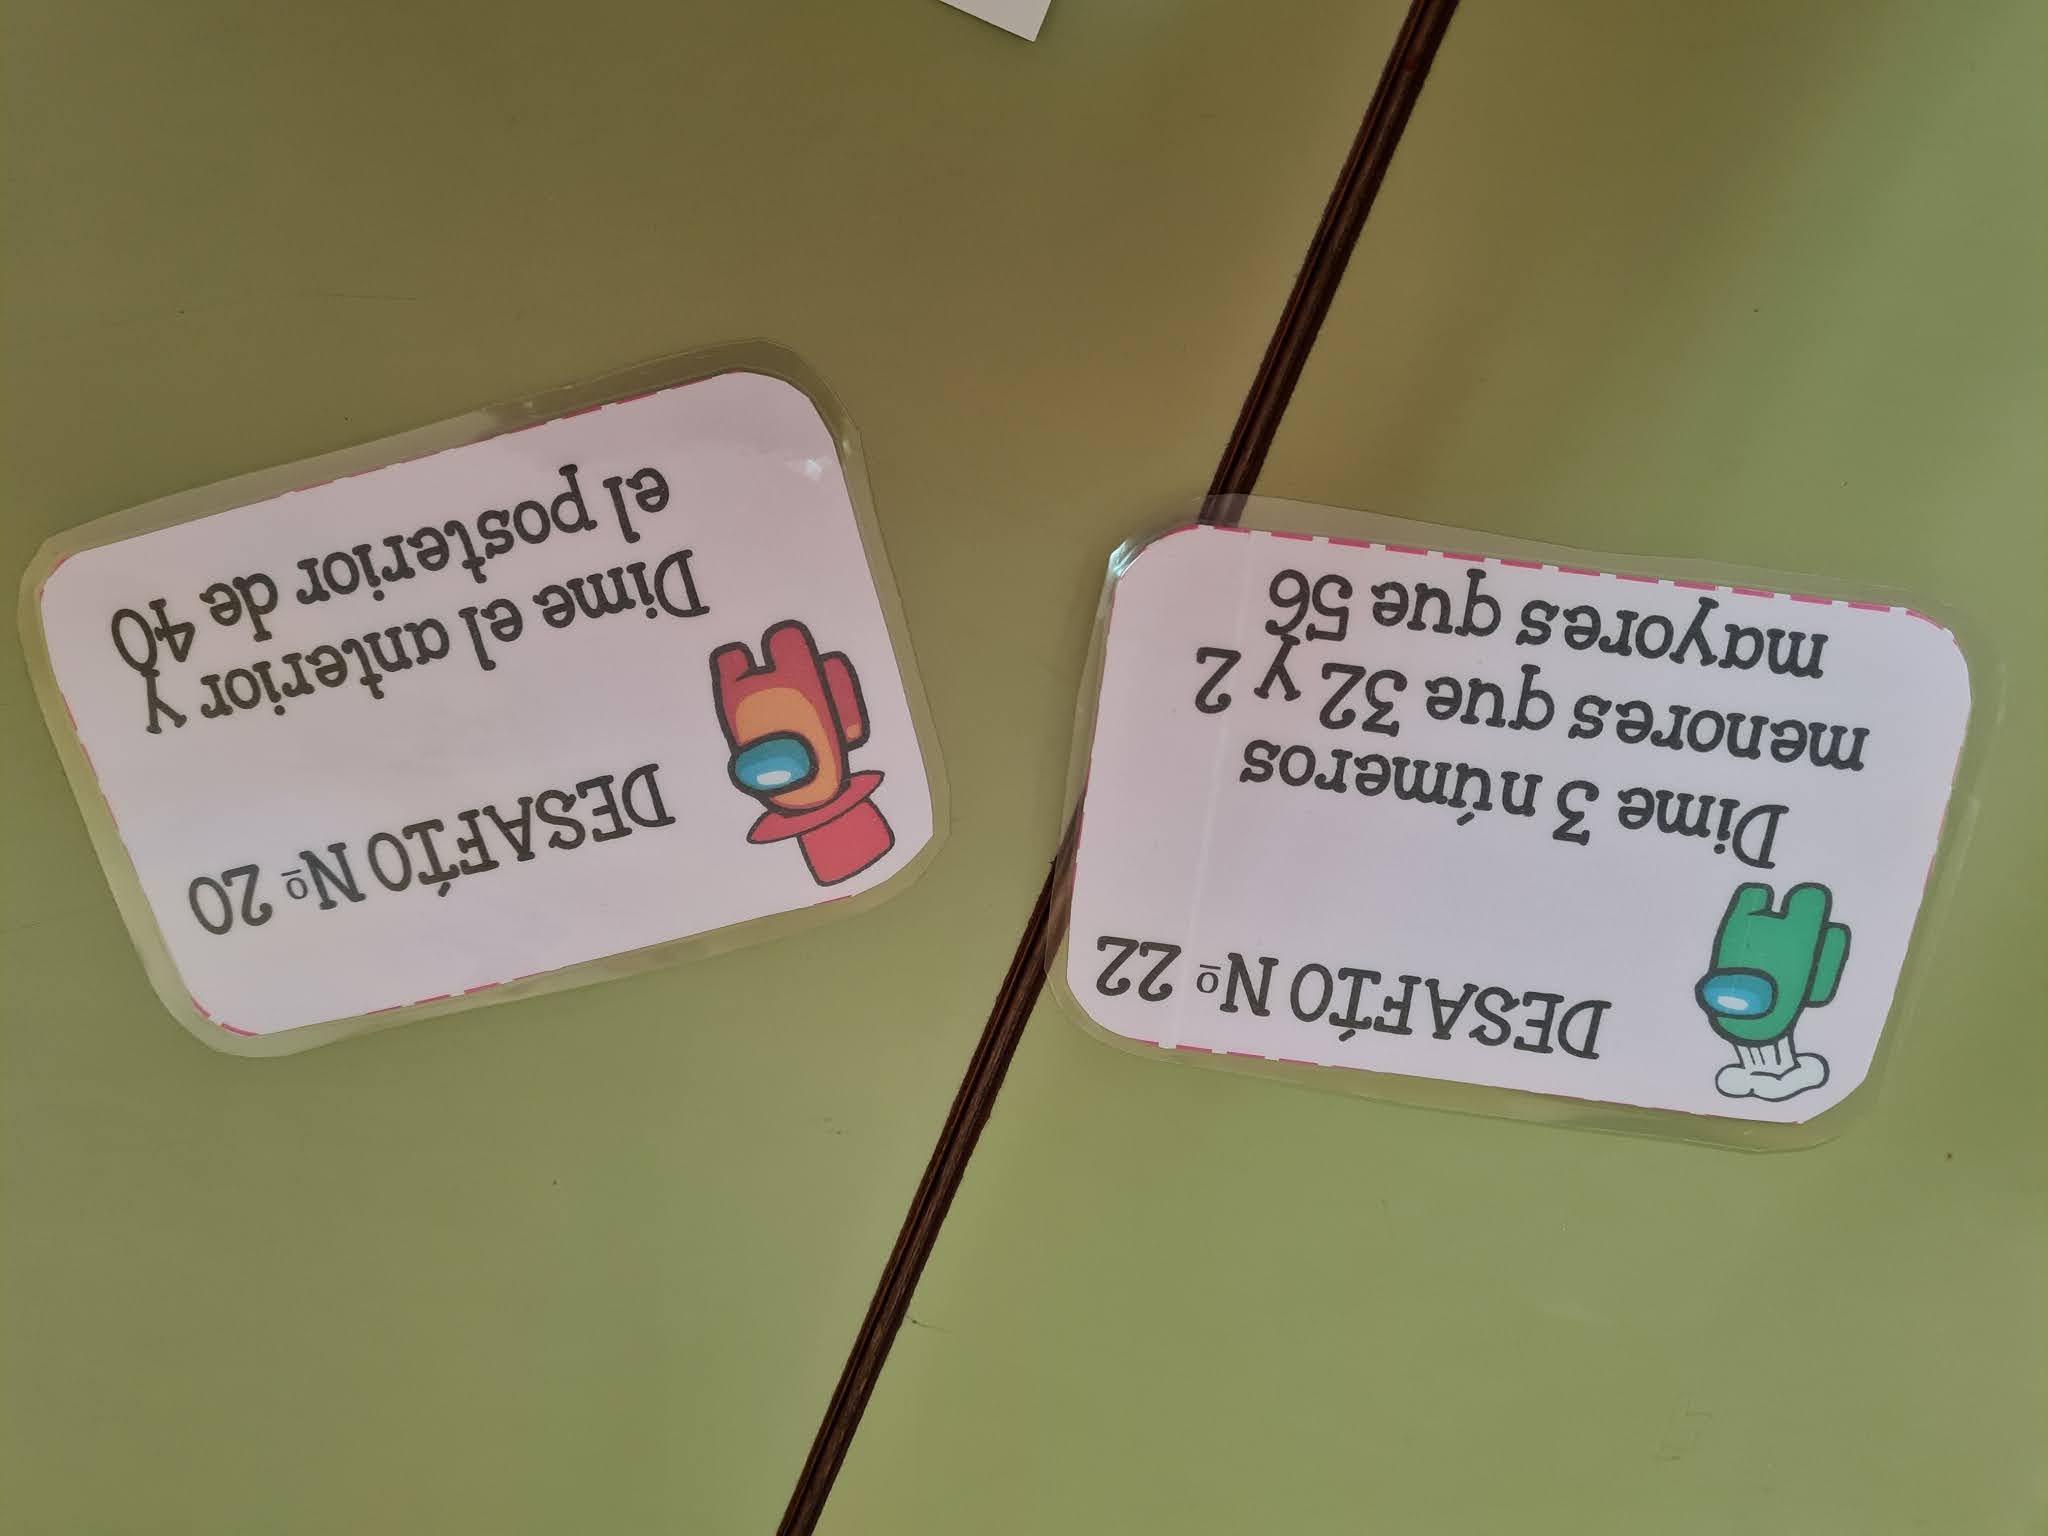 DESAFÍO Nº 20
Dime el anterior y
el posterior de 40
DESAFÍO Nº 22
Dime 3 números
menores que 32 y 2
mayores que 56